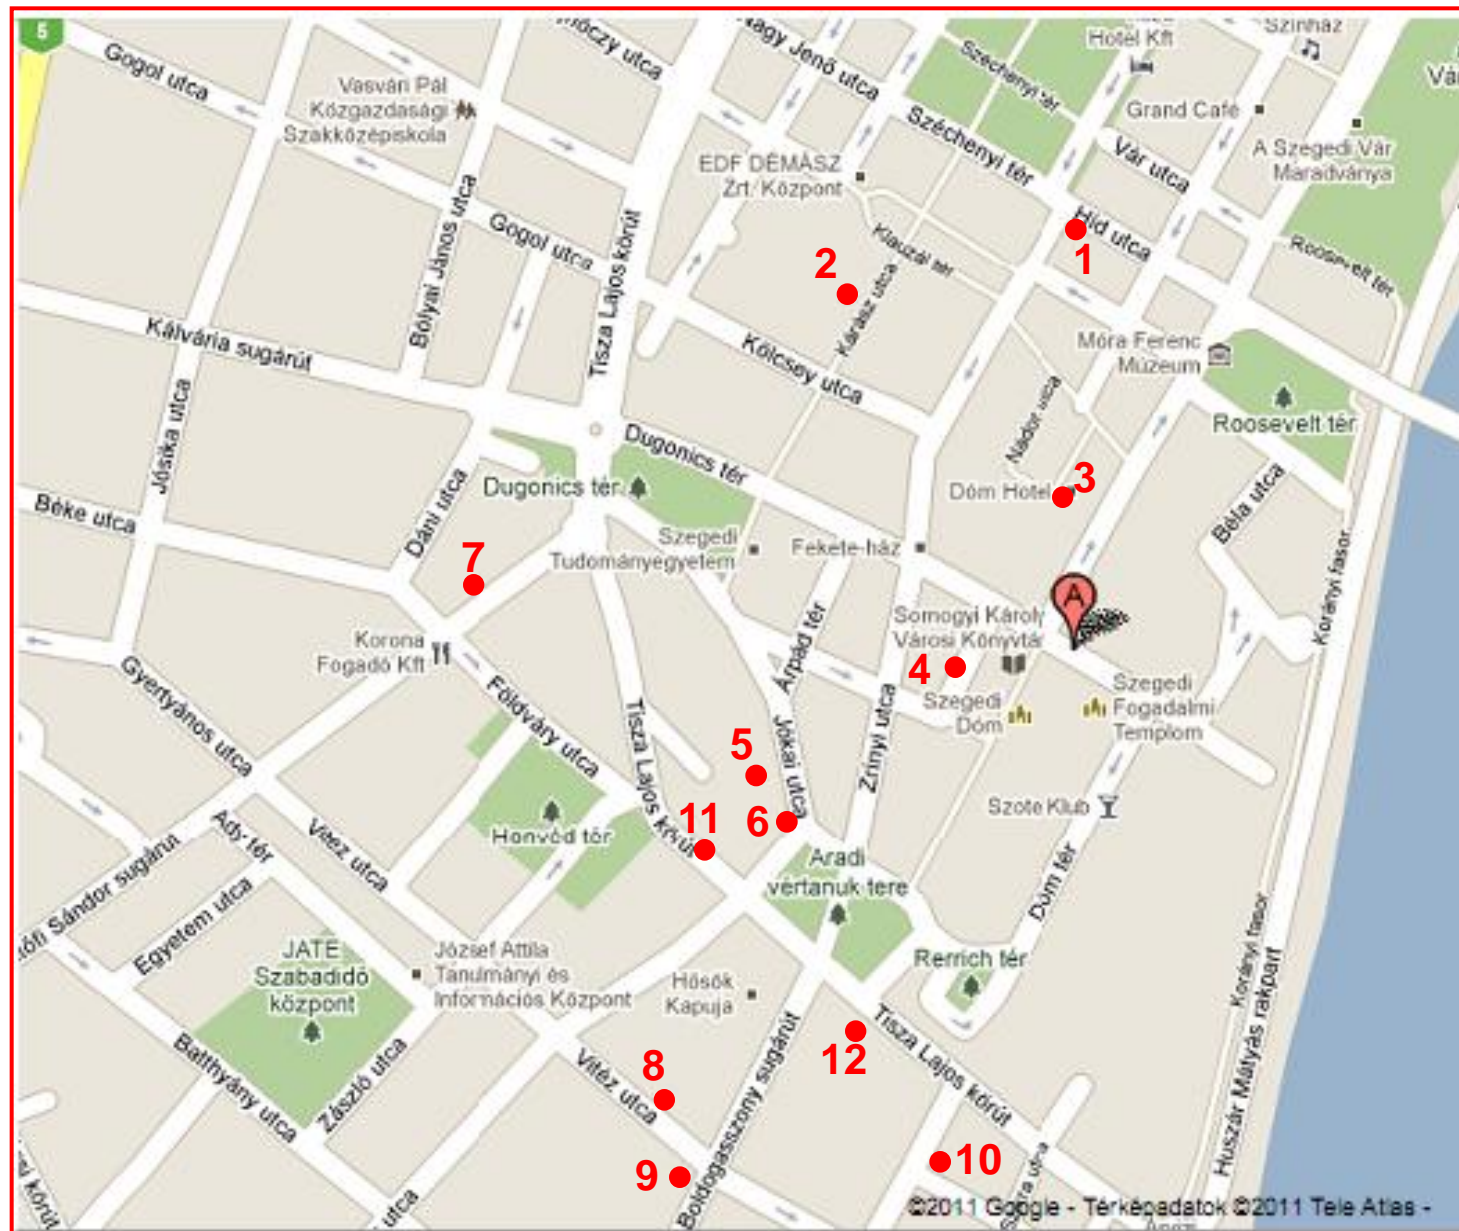 5
Gogol utca
Vasvári Pál
Közgazdasági
Szakközépiskola
Nagy Jenő utca
Széchenyi tér
Hotel Kft
Színház
Grand Café
A Szegedi Vár
Maradványa
Vár utca
Széchenyi tér
EDF DÉMÁSZ
Zrt. Központ
Híd utca
1
Roosevelt tér
Klauzál tér
2
Kárász utca
Bólyai János utca
Gogol utca
Tisza Lajos körút
Kálvária sugárút
Kölcsey utca
Móra Ferenc
Múzeum
Roosevelt tér
Nádor utca
Jósika utca
Dugonics tér
Dugonics tér
Dóm Hotel
3
Béla utca
Béke utca
Dáni utca
Szegedi
Tudományegyetem
Fekete-ház
Korányi fasor
7
A
Somogyi Károly
Városi Könyvtár
4
Árpád tér
Korona
Fogadó Kft
Szegedi
Dóm
Szegedi
Fogadalmi
Templom
Gyertyános utca
Földváry utca
Tisza Lajos körút
Jókai utca
Zrínyi utca
5
6
11
Szote Klub
Honvéd tér
Ady tér
Vitéz utca
Aradi
vértanuk tere
Dóm tér
Egyetem utca
JATE
Szabadidő
központ
József Attila
Tanulmányi és
Információs Központ
Hősök
Kapuja
Rerrich tér
Korányi fasor
Huszár Mátyás rakpart
Batthyány utca
Zászló utca
Vitéz utca
8
12
Tisza Lajos körút
Boldogasszony sugárút
9
10
utca
©2011 Google - Térképadatok ©2011 Tele Atlas -